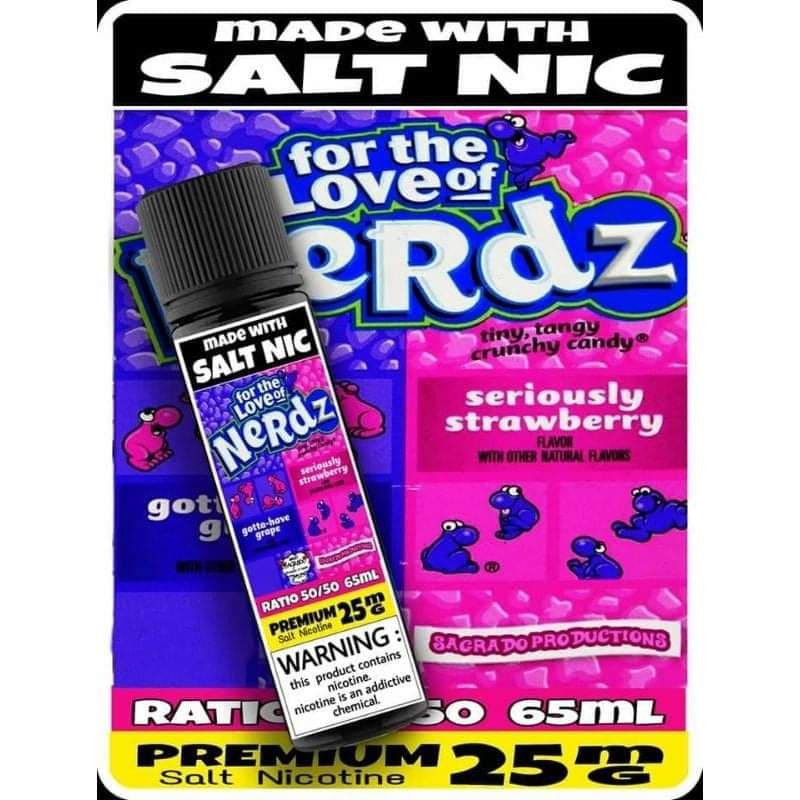 MADE WITH
SALT NIC
for the
Love of
NeRdz
tiny, tangy
crunchy candy®
seriously
strawberry
FLAVOR
WITH OTHER NATURAL FLAVORS
®
SAGRADO PRODUCTIONS
RATIO 50 65mL
PREMIUM 25mG
Salt Nicotine
MADE WITH
SALT NIC
for the
Love of
NeRdz
seriously
strawberry
gotta-have
grape
RATIO 50/50 65mL
PREMIUM 25mG
Salt Nicotine
WARNING :
this product contains
nicotine.
nicotine is an addictive
chemical.